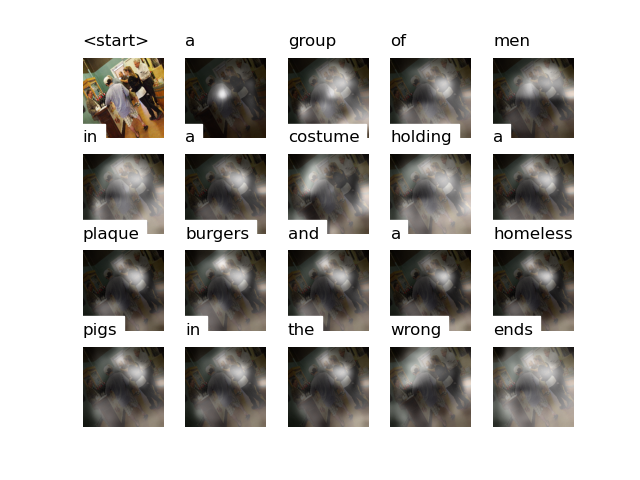 <start> a group of men
in a costume holding a
plaque burgers and a homeless
pigs in the wrong ends